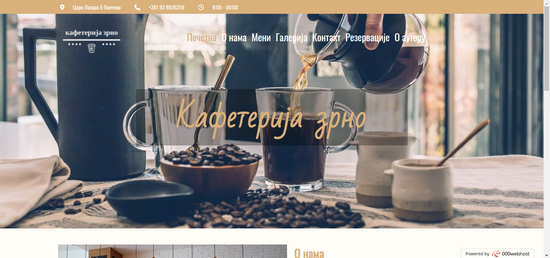 Цара Лазара 5 Панчево
+381 63 8926259
8:00 - 00:00
кафетерија зрно
Почетна О нама Мени Галерија Контакт Резервације О аутору
Кафетерија зрно
О нама
Powered by 000webhost